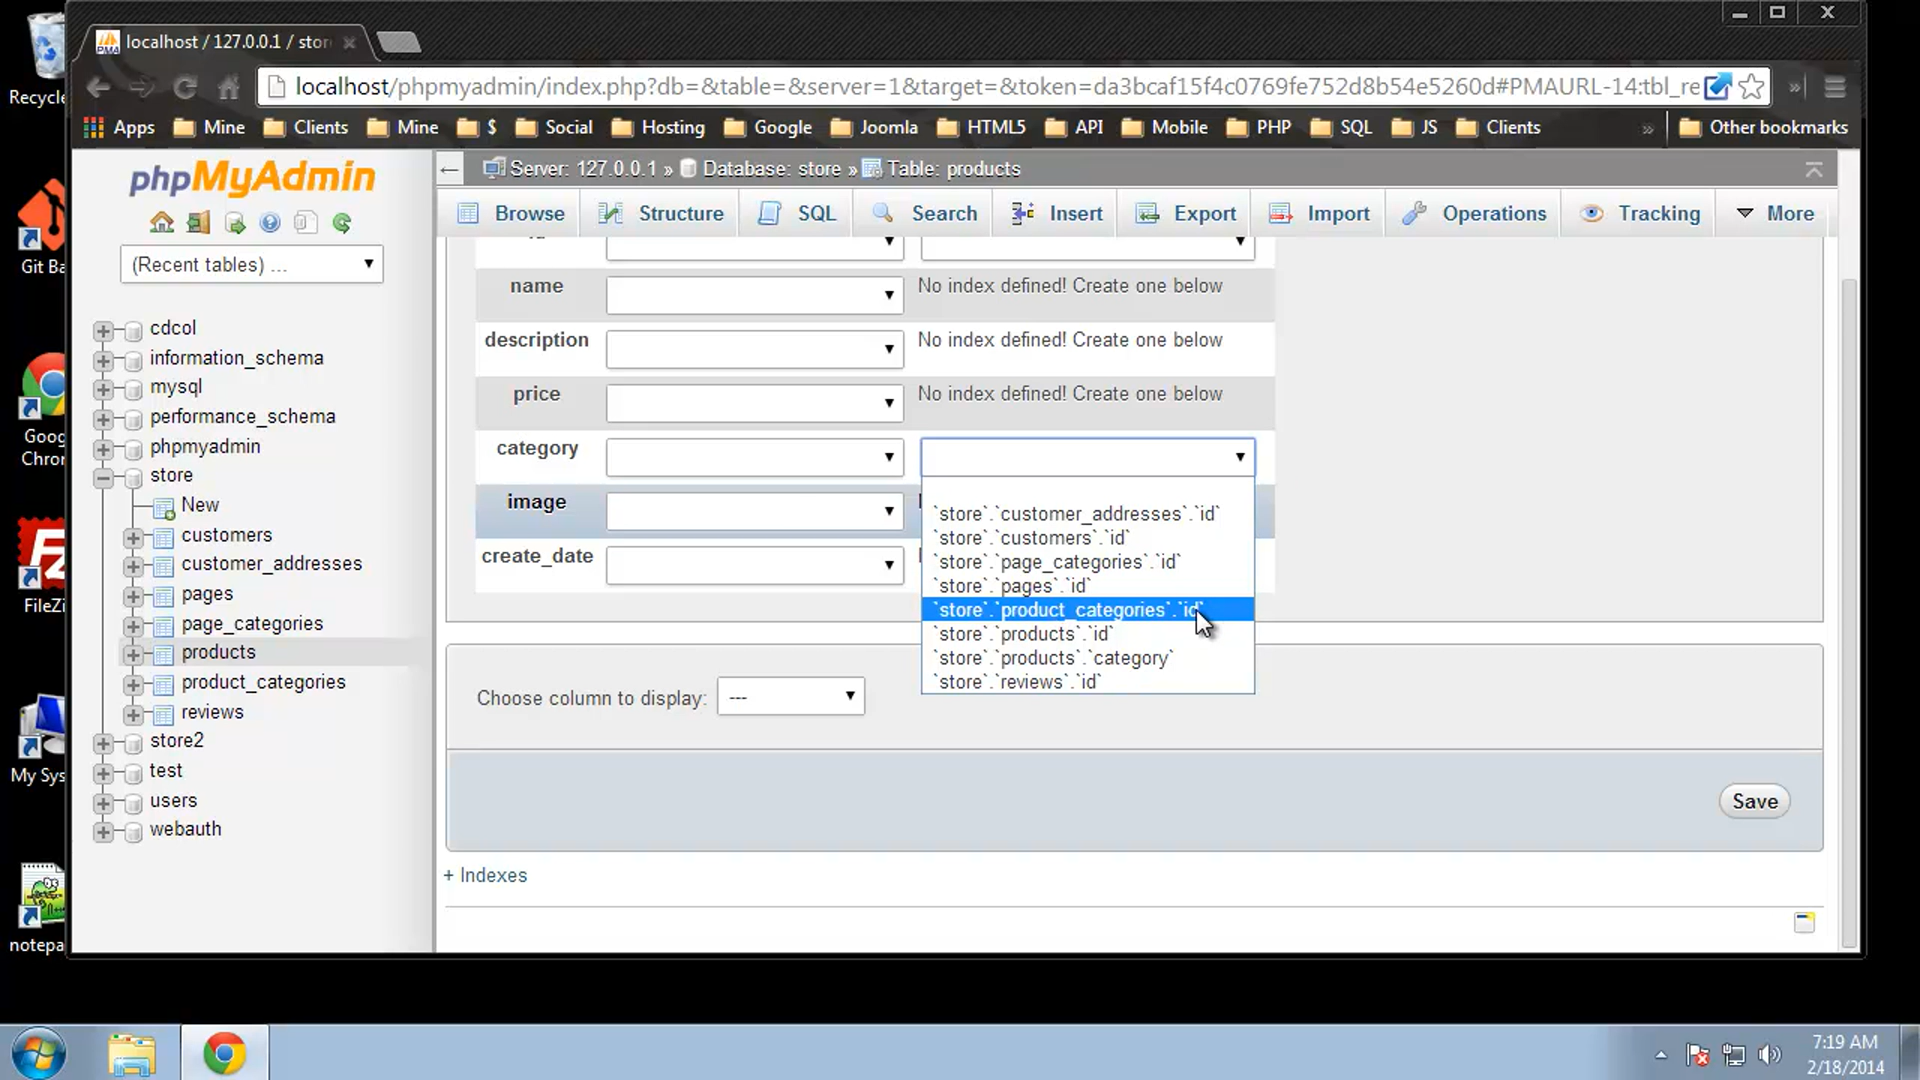 Recycle
Git Ba
Goog
Chron
FileZi
My Sys
notepa
localhost / 127.0.0.1 / stor
localhost/phpmyadmin/index.php?db=&table=&server=1&target=&token=da3bcaf15f4c0769fe752d8b54e5260d#PMAURL-14:tbl_re
Apps Mine Clients Mine $ Social Hosting Google Joomla HTML5 API Mobile PHP SQL JS Clients » Other bookmarks
phpMyAdmin
(Recent tables) ...
cdcol
information_schema
mysql
performance_schema
phpmyadmin
store
New
customers
customer_addresses
pages
page_categories
products
product_categories
reviews
store2
test
users
webauth
Server: 127.0.0.1 » Database: store » Table: products
Browse Structure SQL Search Insert Export Import Operations Tracking More
name No index defined! Create one below
description No index defined! Create one below
price No index defined! Create one below
category
image
create_date
`store`.`customer_addresses`.`id`
`store`.`customers`.`id`
`store`.`page_categories`.`id`
`store`.`pages`.`id`
`store`.`product_categories`.`id`
`store`.`products`.`id`
`store`.`products`.`category`
`store`.`reviews`.`id`
Choose column to display: ---
Save
+ Indexes
7:19 AM
2/18/2014